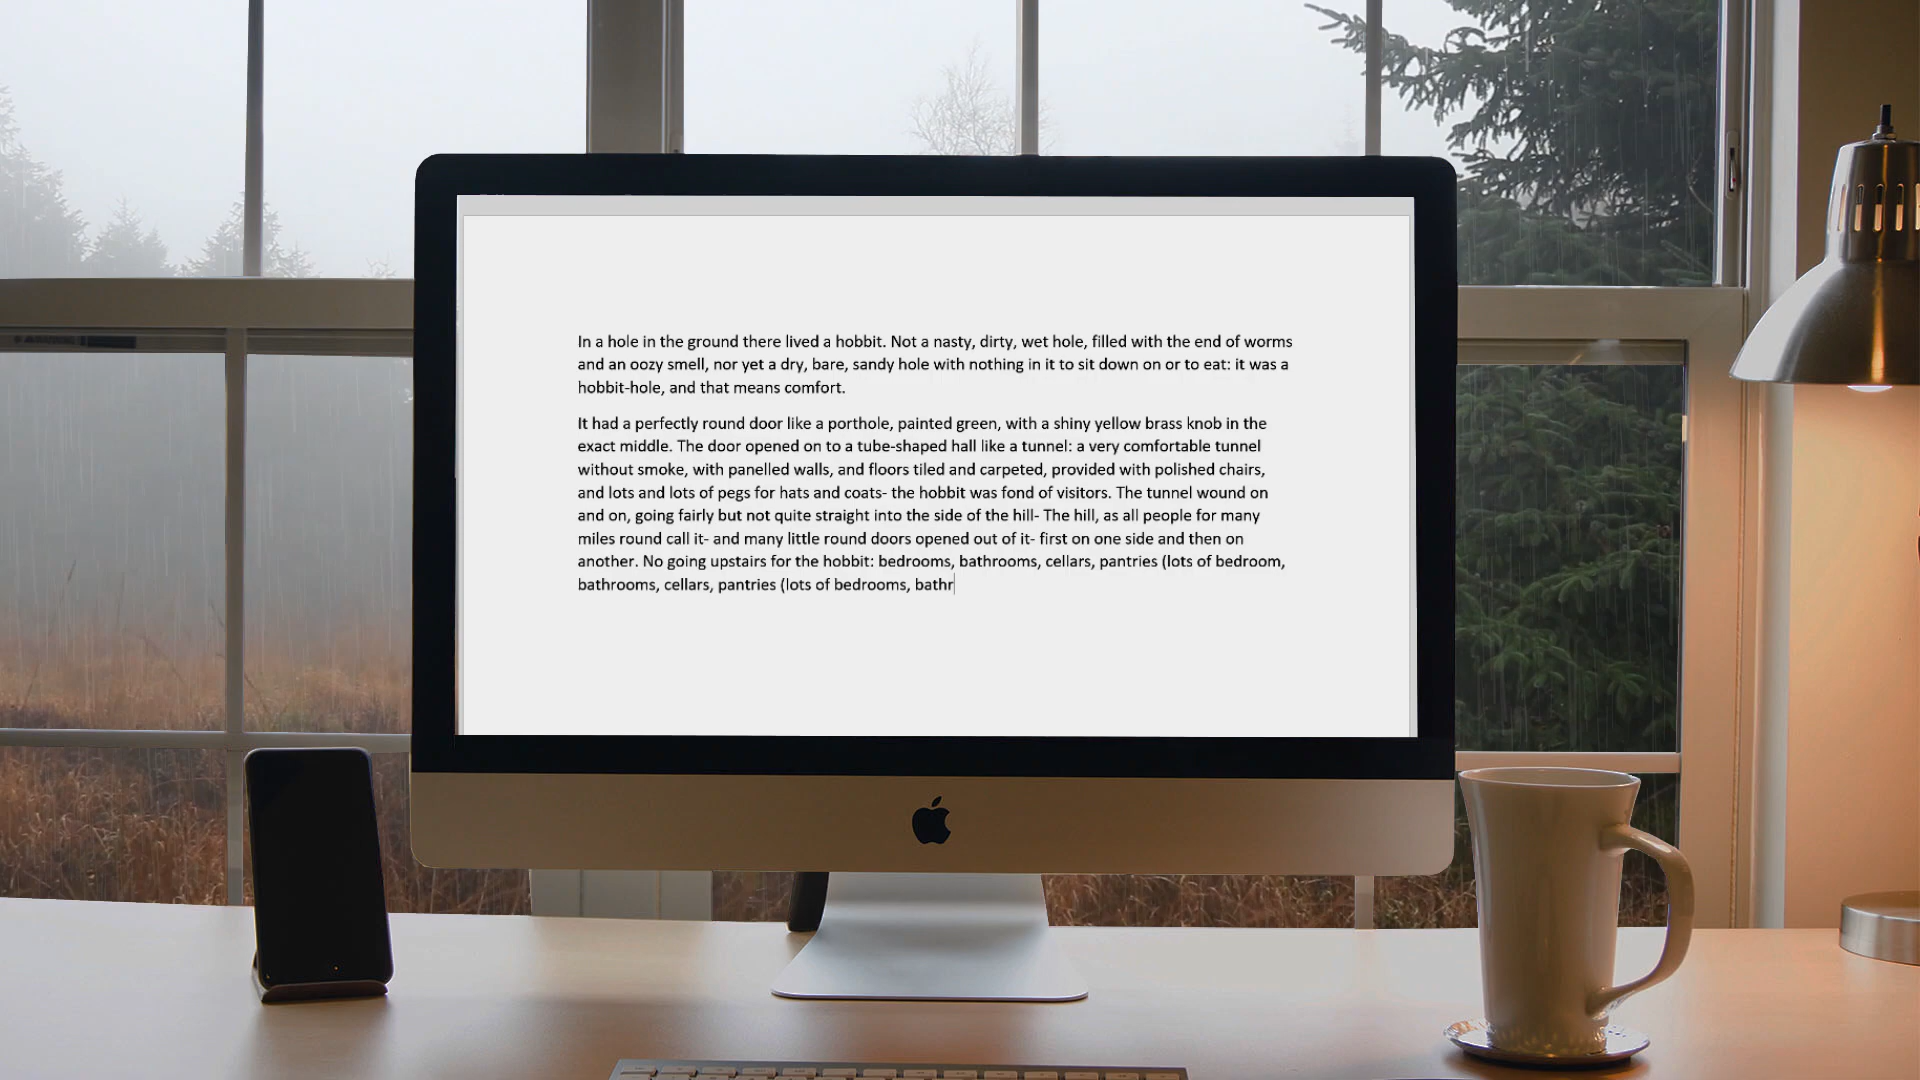 In a hole in the ground there lived a hobbit. Not a nasty, dirty, wet hole, filled with the end of worms
and an oozy smell, nor yet a dry, bare, sandy hole with nothing in it to sit down on or to eat: it was a
hobbit-hole, and that means comfort.
It had a perfectly round door like a porthole, painted green, with a shiny yellow brass knob in the
exact middle. The door opened on to a tube-shaped hall like a tunnel: a very comfortable tunnel
without smoke, with panelled walls, and floors tiled and carpeted, provided with polished chairs,
and lots and lots of pegs for hats and coats- the hobbit was fond of visitors. The tunnel wound on
and on, going fairly but not quite straight into the side of the hill- The hill, as all people for many
miles round call it- and many little round doors opened out of it- first on one side and then on
another. No going upstairs for the hobbit: bedrooms, bathrooms, cellars, pantries (lots of bedroom,
bathrooms, cellars, pantries (lots of bedrooms, bathr